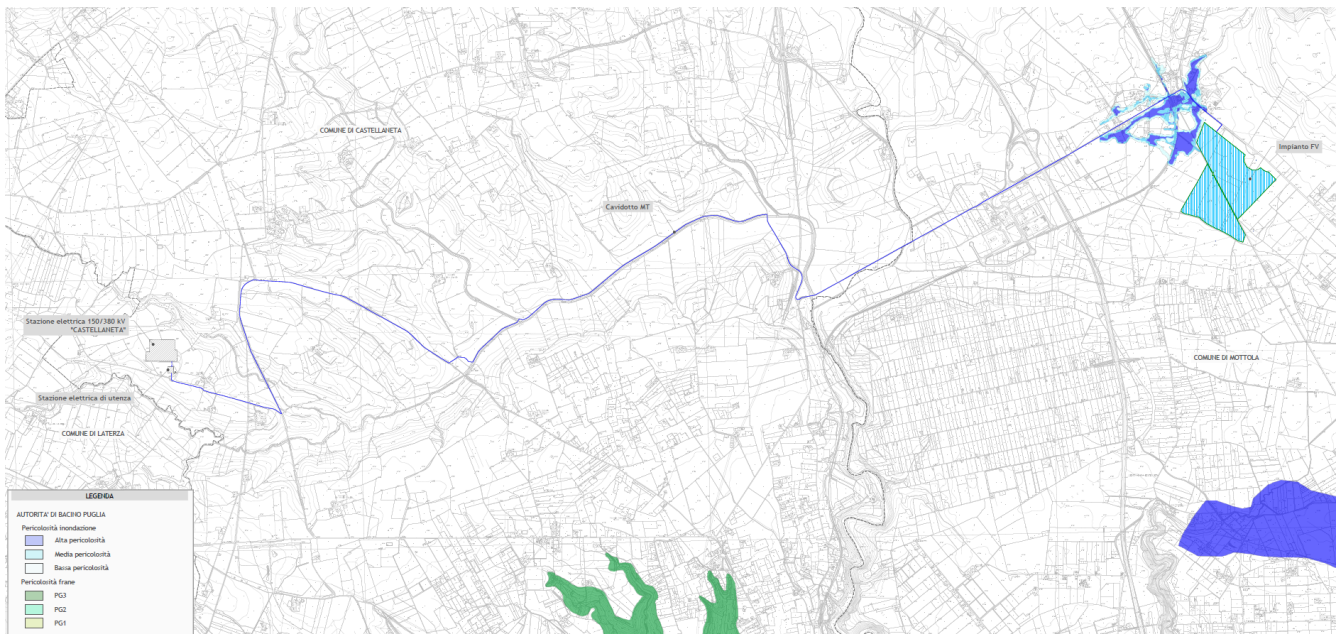 COMUNE DI CASTELLANETA
Impianto FV
Cavidotto MT
Stazione elettrica 150/380 kV
"CASTELLANETA"
COMUNE DI MOTTOLA
Stazione elettrica di utenza
COMUNE DI LATERZA
LEGENDA
AUTORITA' DI BACINO PUGLIA
Pericolosità inondazione
Alta pericolosità
Media pericolosità
Bassa pericolosità
Pericolosità frane
PG3
PG2
PG1